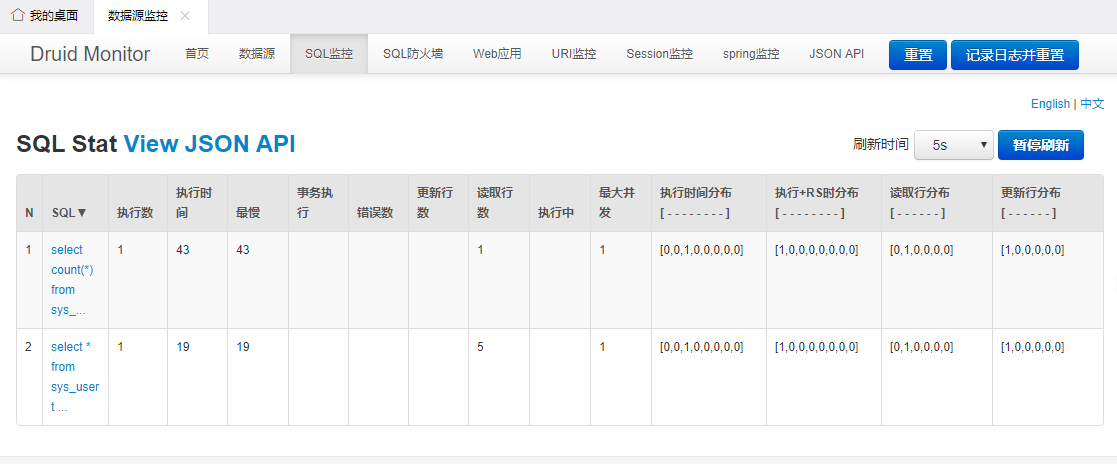 我的桌面 数据源监控
Druid Monitor 首页 数据源 SQL监控 SQL防火墙 Web应用 URI监控 Session监控 spring监控 JSON API 重置 记录日志并重置
English | 中文
SQL Stat View JSON API 刷新时间 5s 暂停刷新
N SQL▼ 执行数 执行时间 最慢 事务执行 错误数 更新行数 读取行数 执行中 最大并发 执行时间分布 [ - - - - - - - - ] 执行+RS时分布 [ - - - - - - - - ] 读取行分布 [ - - - - - - ] 更新行分布 [ - - - - - - ]
1 select count(*) from sys_... 1 43 43 1 1 [0,0,1,0,0,0,0,0] [1,0,0,0,0,0,0,0] [0,1,0,0,0,0] [1,0,0,0,0,0]
2 select * from sys_user t ... 1 19 19 5 1 [0,0,1,0,0,0,0,0] [1,0,0,0,0,0,0,0] [0,1,0,0,0,0] [1,0,0,0,0,0]